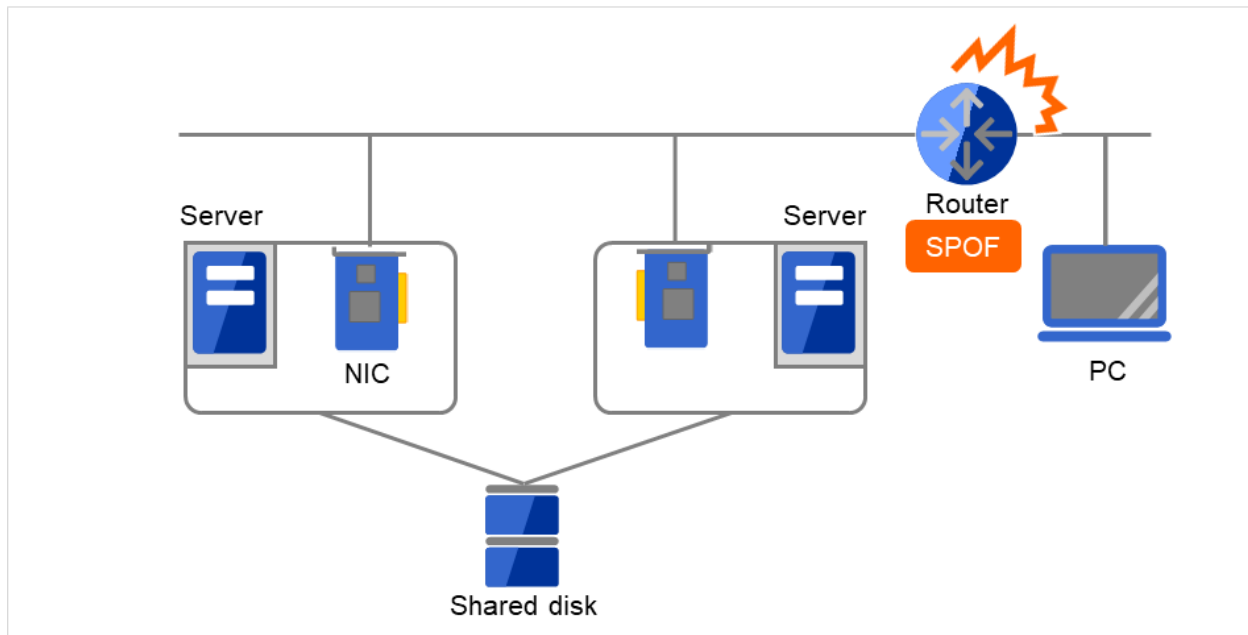 Server
Server
Router
SPOF
NIC
PC
Shared disk